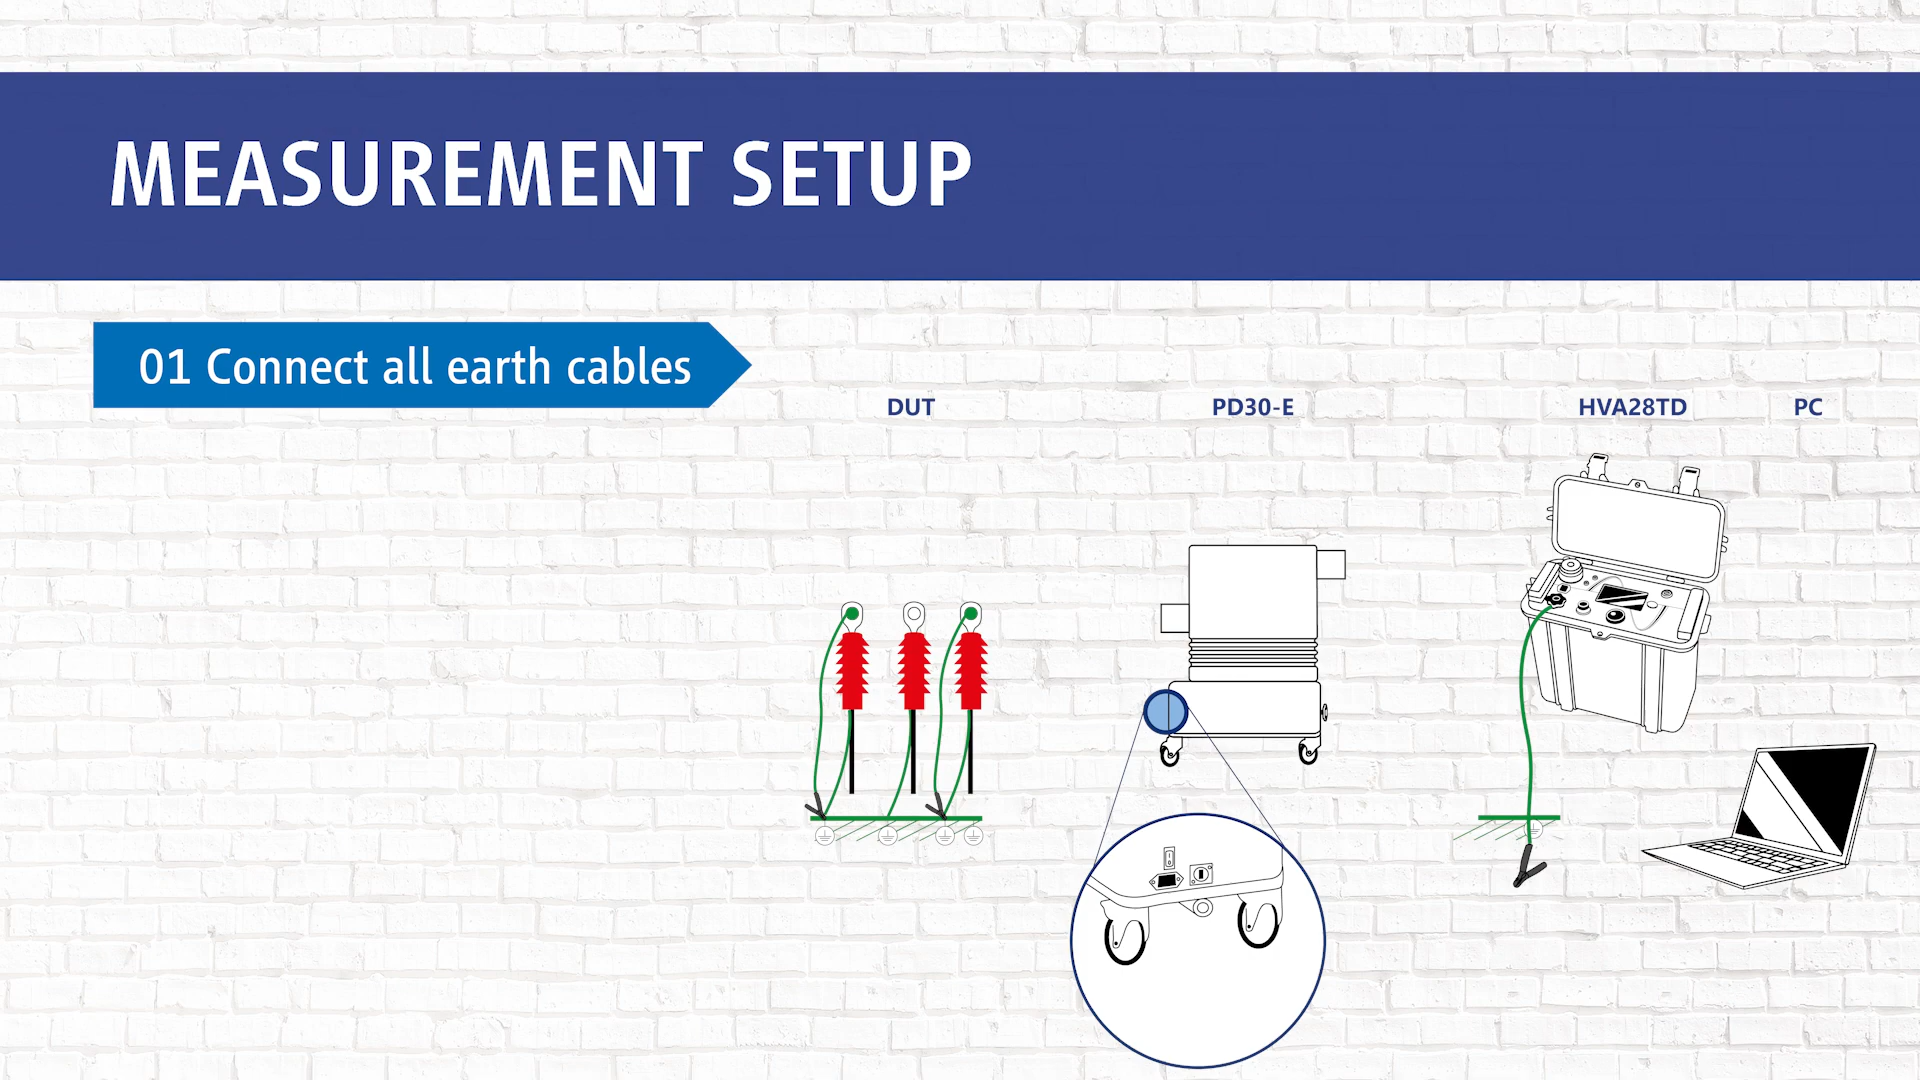 MEASUREMENT SETUP
01 Connect all earth cables
DUT
PD30-E
HVA28TD
PC